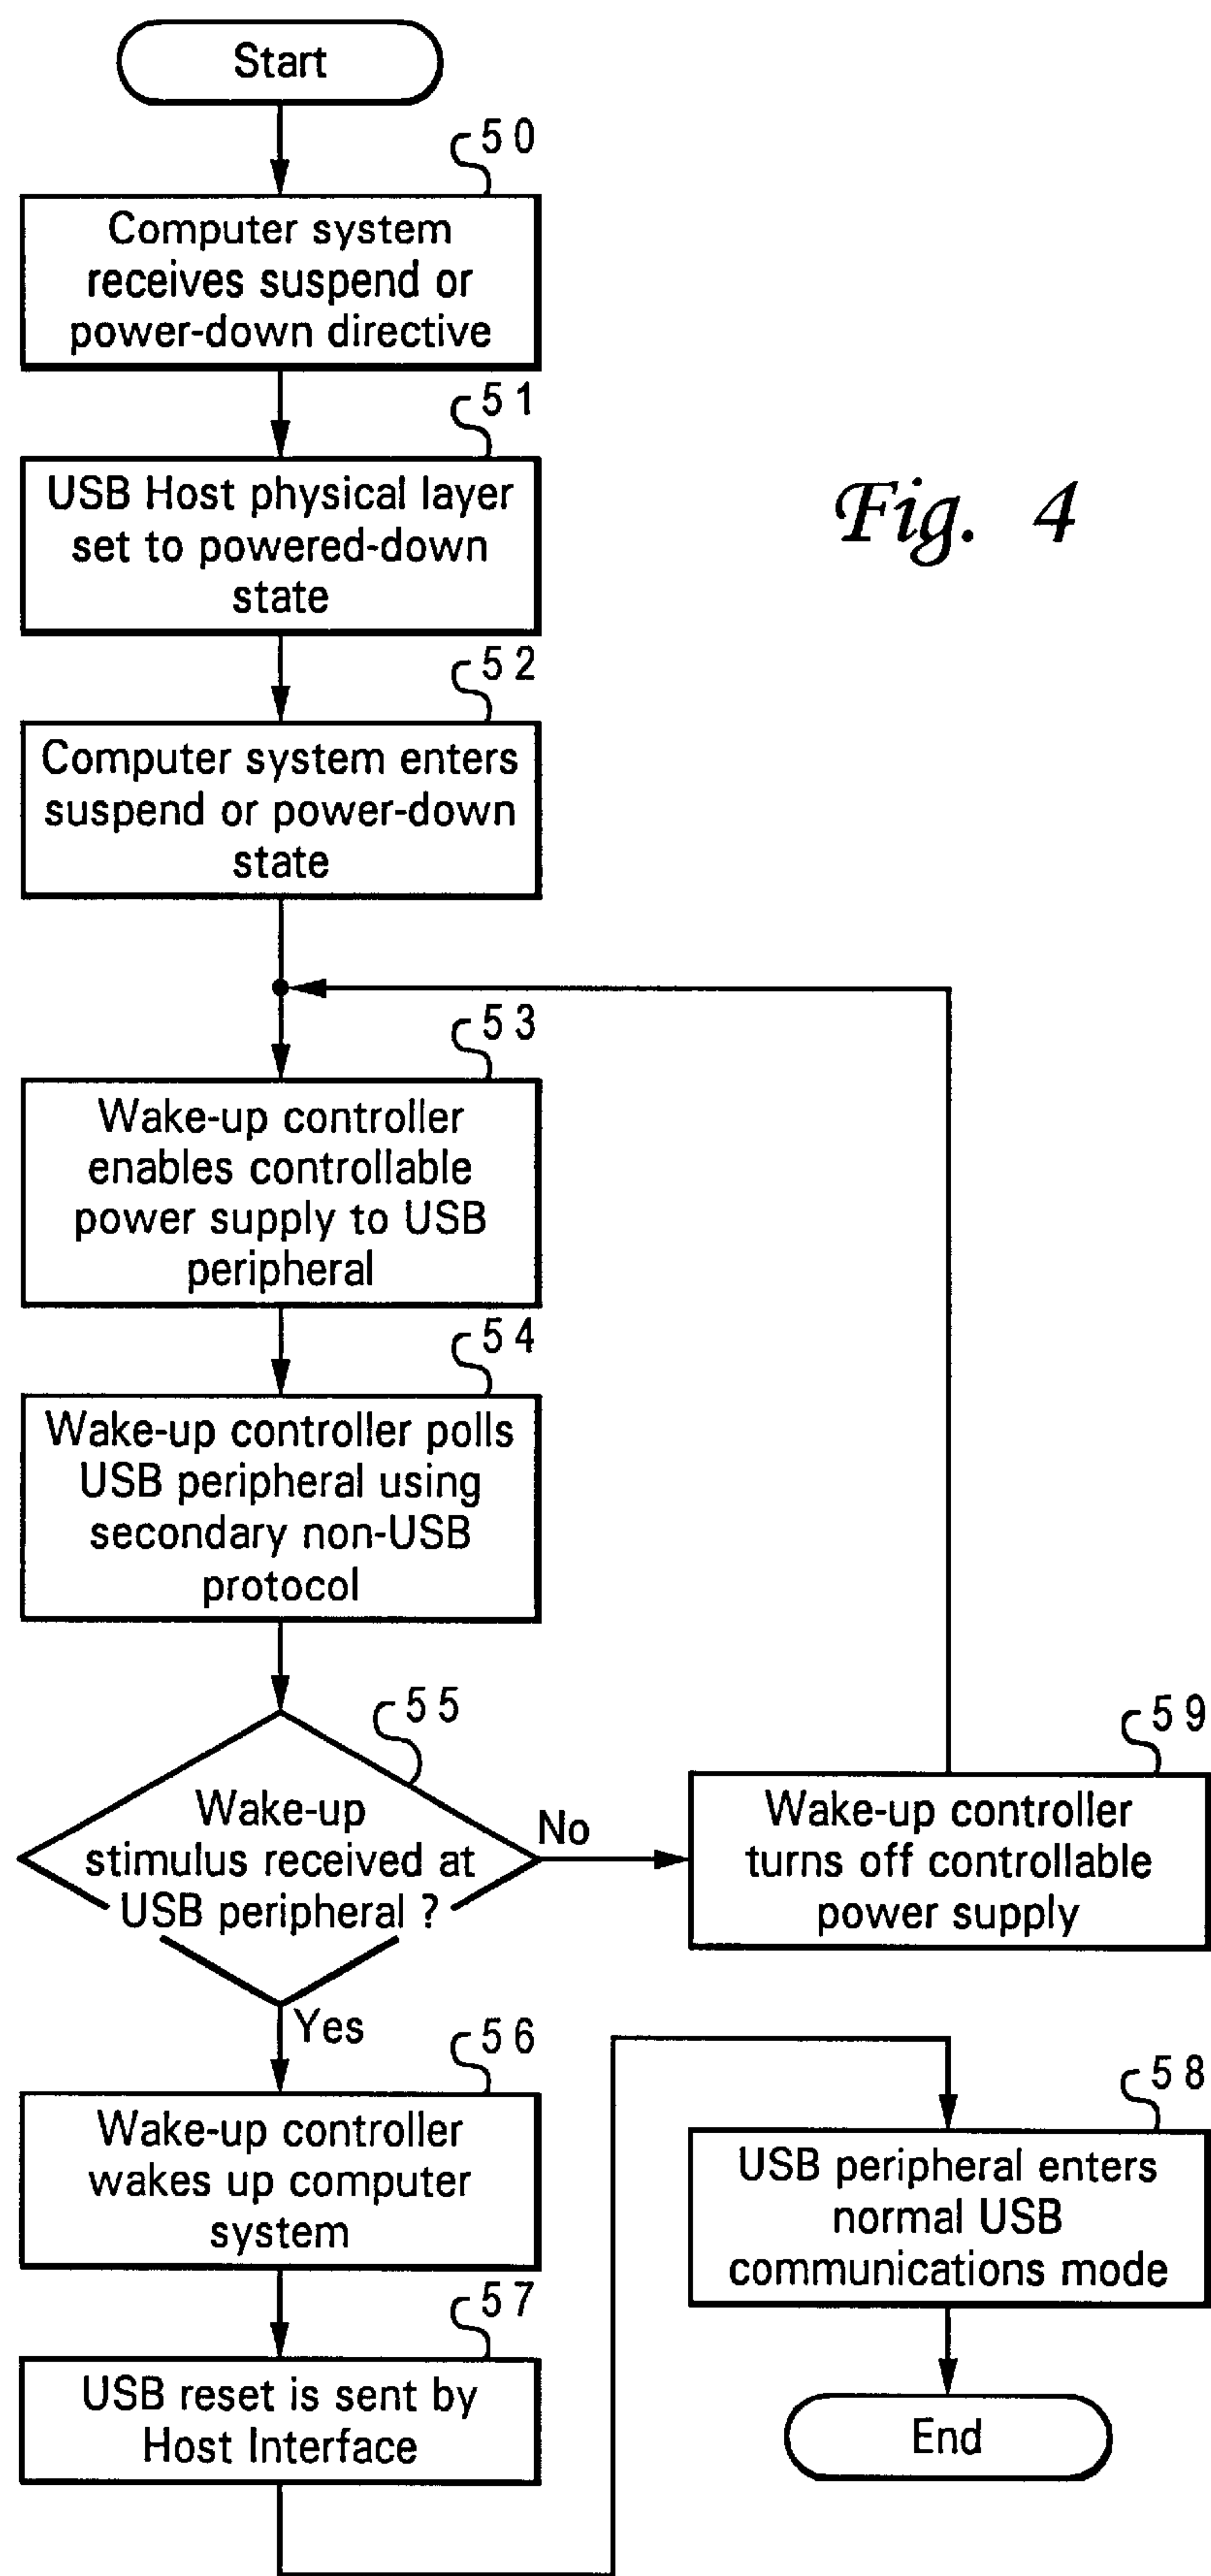 Start
50
Computer system
receives suspend or
power-down directive
51
USB Host physical layer
set to powered-down
state
Fig. 4
52
Computer system enters
suspend or power-down
state
53
Wake-up controller
enables controllable
power supply to USB
peripheral
54
Wake-up controller polls
USB peripheral using
secondary non-USB
protocol
55
Wake-up
stimulus received at
USB peripheral ?
No
59
Wake-up controller
turns off controllable
power supply
Yes
56
Wake-up controller
wakes up computer
system
57
USB reset is sent by
Host Interface
58
USB peripheral enters
normal USB
communications mode
End